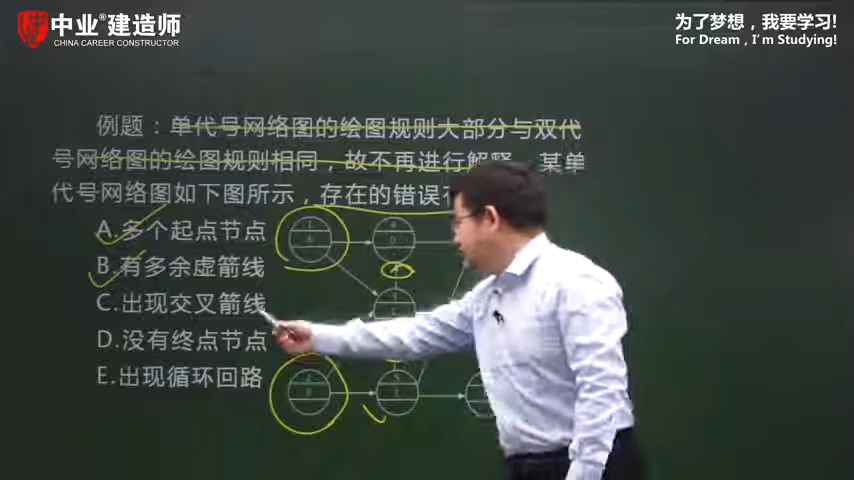 中业®建造师
CHINA CAREER CONSTRUCTOR
为了梦想，我要学习!
For Dream , I'm Studying!
例题：单代号网络图的绘图规则大部分与双代
号网络图的绘图规则相同，故不再进行解释。某单
代号网络图如下图所示，存在的错误
A.多个起点节点
B.有多余虚箭线
C.出现交叉箭线
D.没有终点节点
E.出现循环回路